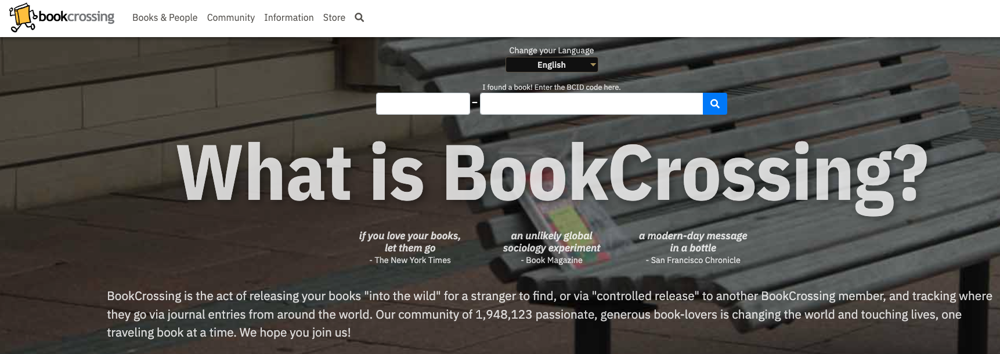 bookcrossing
Books & People Community Information Store
Change your Language
English
I found a book! Enter the BCID code here.
–
What is BookCrossing?
if you love your books,
let them go
- The New York Times
an unlikely global
sociology experiment
- Book Magazine
a modern-day message
in a bottle
- San Francisco Chronicle
BookCrossing is the act of releasing your books "into the wild" for a stranger to find, or via "controlled release" to another BookCrossing member, and tracking where
they go via journal entries from around the world. Our community of 1,948,123 passionate, generous book-lovers is changing the world and touching lives, one
traveling book at a time. We hope you join us!